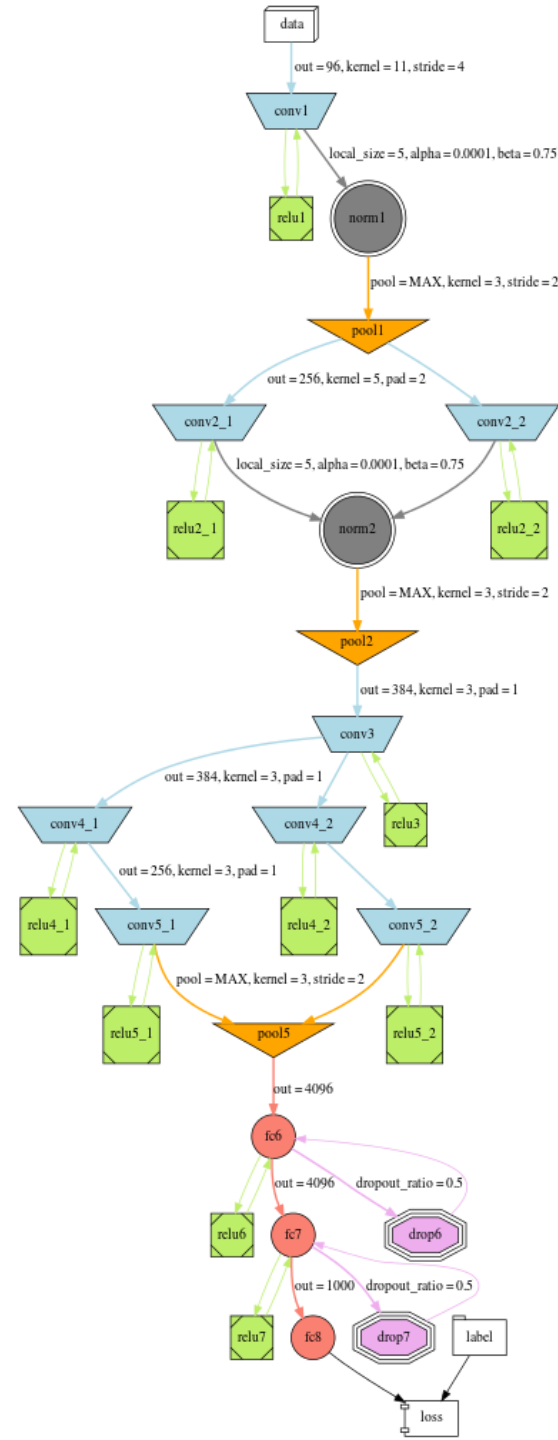 data
out = 96, kernel = 11, stride = 4
conv1
local_size = 5, alpha = 0.0001, beta = 0.75
relu1
norm1
pool = MAX, kernel = 3, stride = 2
pool1
out = 256, kernel = 5, pad = 2
conv2_1
conv2_2
local_size = 5, alpha = 0.0001, beta = 0.75
relu2_1
norm2
relu2_2
pool = MAX, kernel = 3, stride = 2
pool2
out = 384, kernel = 3, pad = 1
conv3
out = 384, kernel = 3, pad = 1
conv4_1
conv4_2
relu3
out = 256, kernel = 3, pad = 1
relu4_1
conv5_1
relu4_2
conv5_2
pool = MAX, kernel = 3, stride = 2
relu5_1
pool5
relu5_2
out = 4096
fc6
out = 4096
dropout_ratio = 0.5
relu6
fc7
drop6
out = 1000
dropout_ratio = 0.5
relu7
fc8
drop7
label
loss